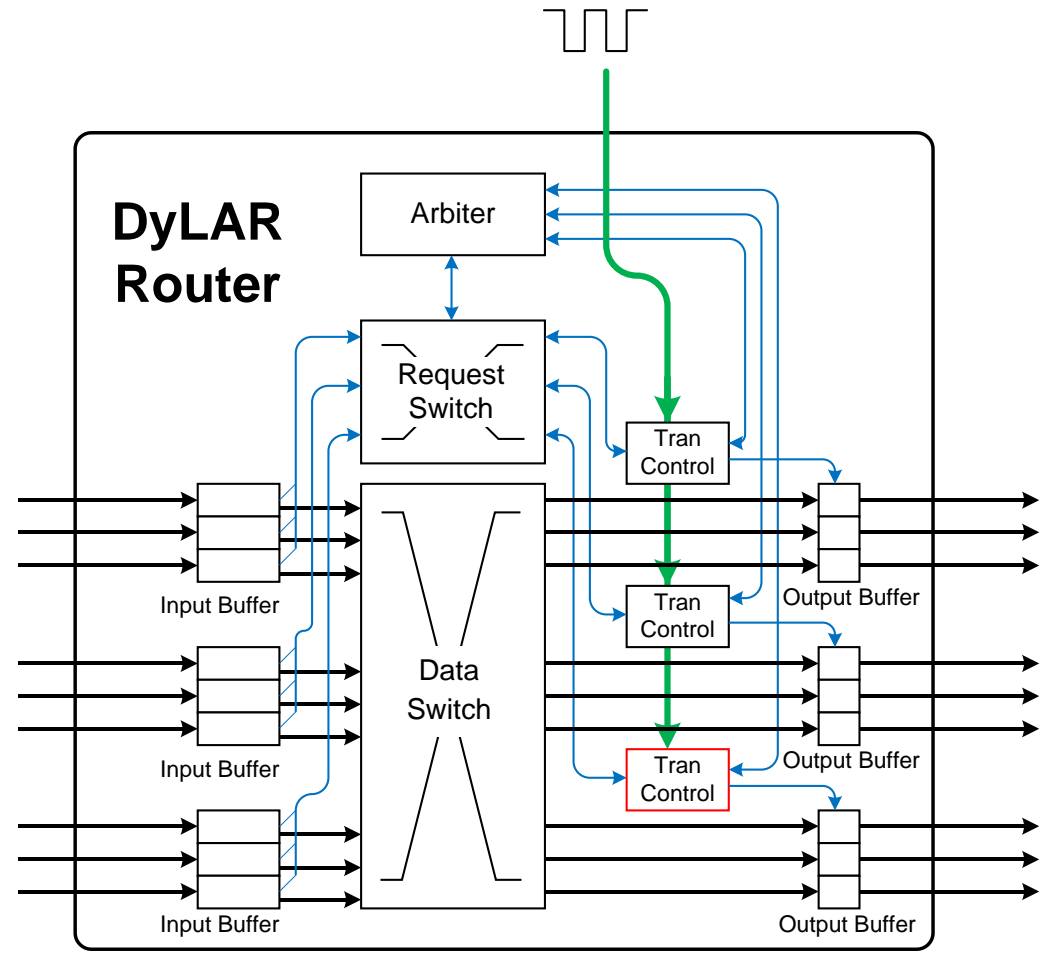 DyLAR
Router
Arbiter
Request
Switch
Tran
Control
Input Buffer
Tran
Control
Output Buffer
Data
Switch
Input Buffer
Tran
Control
Output Buffer
Input Buffer
Output Buffer